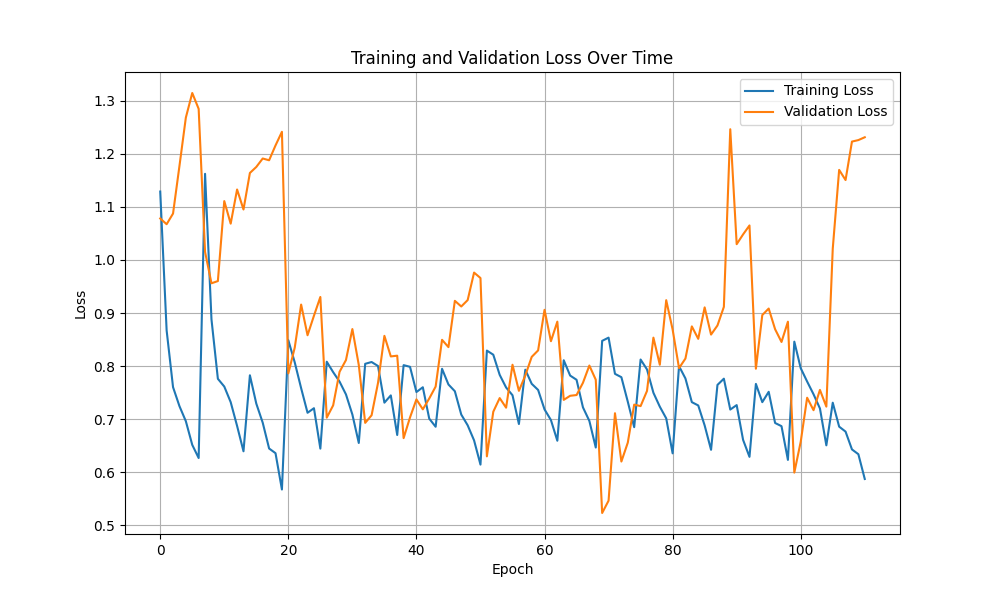 Training and Validation Loss Over Time
Training Loss
Validation Loss
1.3
1.2
1.1
1.0
0.9
0.8
0.7
0.6
0.5
Loss
0 20 40 60 80 100
Epoch